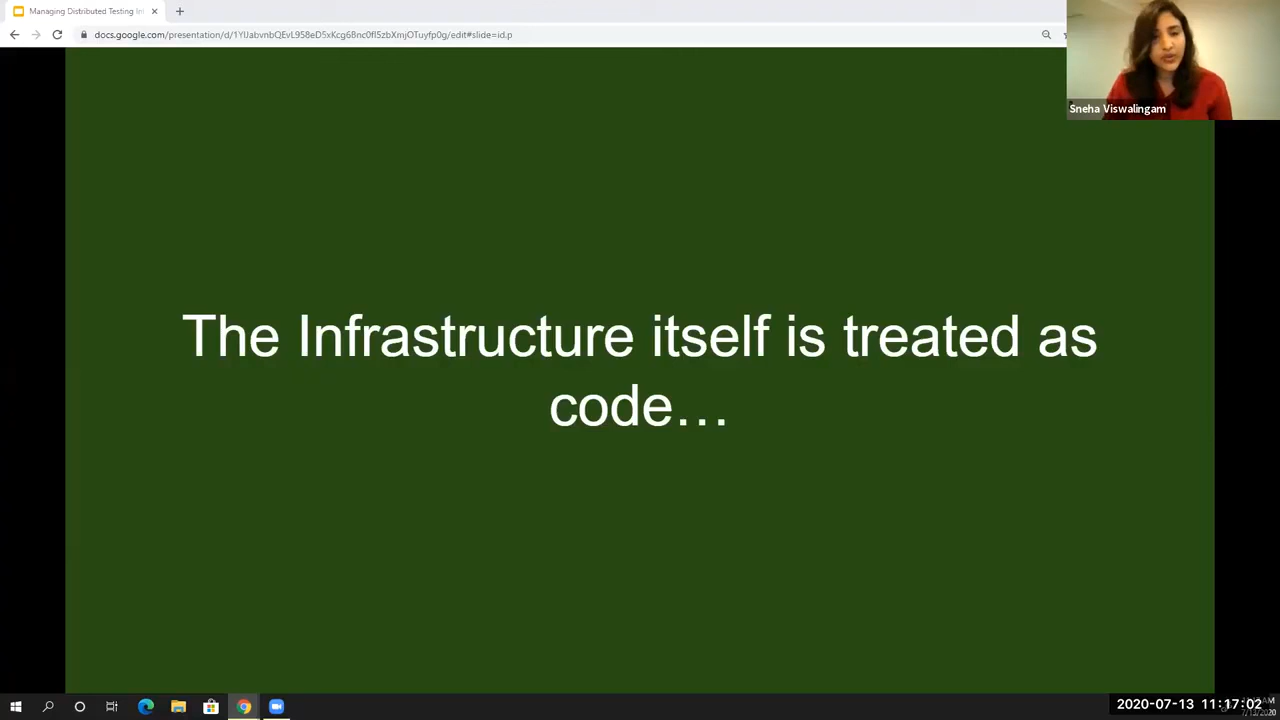 Managing Distributed Testing In
docs.google.com/presentation/d/1YlJabvnbQEvL958eD5xKcg68nc0fI5zbXmjOTuyfp0g/edit#slide=id.p
Sneha Viswalingam
The Infrastructure itself is treated as
code…
2020-07-13 11:17:02